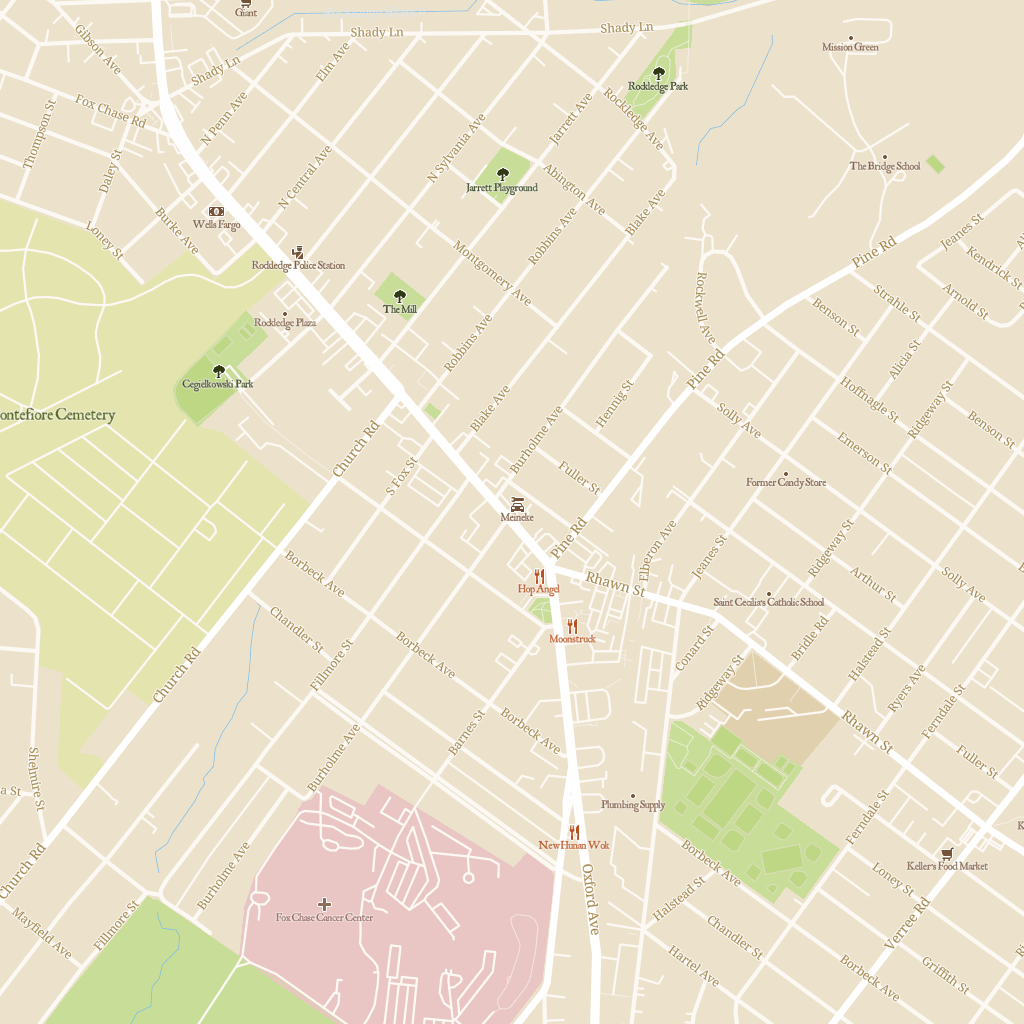 Giant
Gibson Ave
Shady Ln
Shady Ln
Mission Green
Elm Ave
Shady Ln
Rockledge Park
Fox Chase Rd
N Penn Ave
Jarrett Ave
Rockledge Ave
Thompson St
N Sylvania Ave
Daley St
N Central Ave
The Bridge School
Jarrett Playground
Abington Ave
Blake Ave
Wells Fargo
Burke Ave
Loney St
Robbins Ave
Jeanes St
Pine Rd
Rockledge Police Station
Montgomery Ave
Kendrick St
Rockwell Ave
Strahle St
Arnold St
The Mill
Rockledge Plaza
Benson St
Robbins Ave
Alicia St
Pine Rd
Cegielkowski Park
Hennig St
Hoffnagle St
Ridgeway St
Blake Ave
ontefiore Cemetery
Solly Ave
Benson St
Church Rd
Burholme Ave
Emerson St
S Fox St
Fuller St
Former Candy Store
Meineke
Pine Rd
Elberon Ave
Jeanes St
Ridgeway St
Borbeck Ave
Hop Angel
Rhawn St
Arthur St
Solly Ave
Saint Cecilia's Catholic School
Chandler St
Moonstruck
Bridle Rd
Conard St
Halstead St
Borbeck Ave
Fillmore St
Church Rd
Ridgeway St
Ryers Ave
Ferndale St
Barnes St
Borbeck Ave
Rhawn St
Burholme Ave
Fuller St
Shelmire St
a St
Plumbing Supply
Ferndale St
New Hunan Wok
Church Rd
Burholme Ave
Borbeck Ave
Keller's Food Market
Loney St
Oxford Ave
Halstead St
Fox Chase Cancer Center
Fillmore St
Mayfield Ave
Chandler St
Verree Rd
Hartel Ave
Borbeck Ave
Griffith St